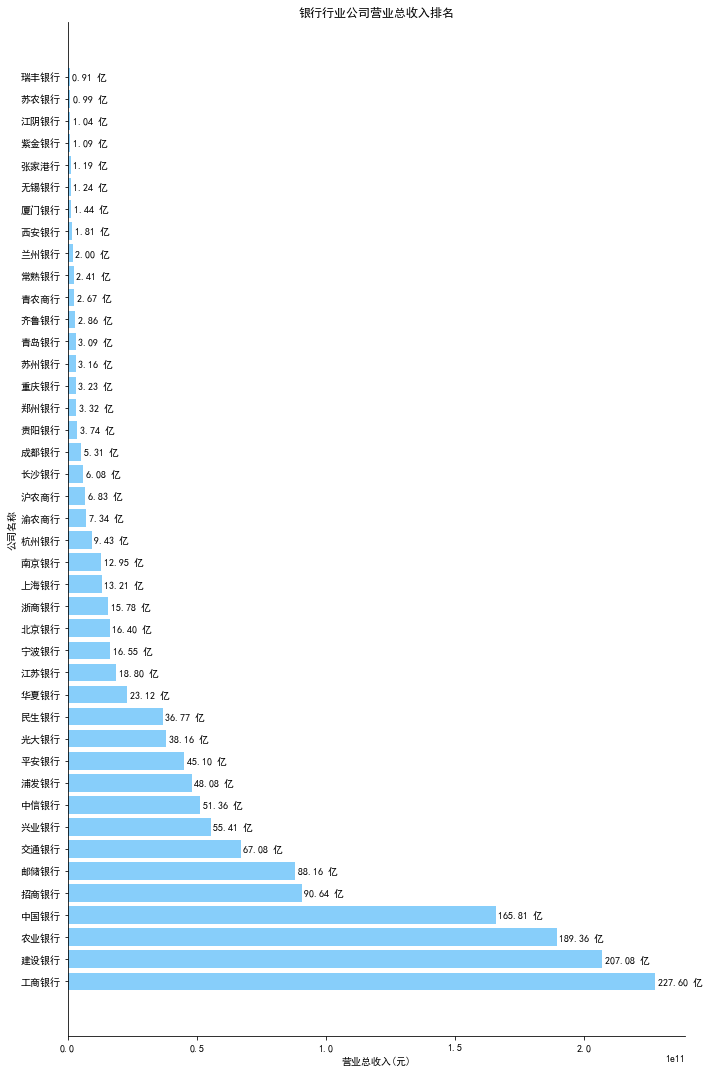 银行行业公司营业总收入排名
瑞丰银行 0.91 亿
苏农银行 0.99 亿
江阴银行 1.04 亿
紫金银行 1.09 亿
张家港行 1.19 亿
无锡银行 1.24 亿
厦门银行 1.44 亿
西安银行 1.81 亿
兰州银行 2.00 亿
常熟银行 2.41 亿
青农商行 2.67 亿
齐鲁银行 2.86 亿
青岛银行 3.09 亿
苏州银行 3.16 亿
重庆银行 3.23 亿
郑州银行 3.32 亿
贵阳银行 3.74 亿
成都银行 5.31 亿
长沙银行 6.08 亿
沪农商行 6.83 亿
渝农商行 7.34 亿
公司名称
杭州银行 9.43 亿
南京银行 12.95 亿
上海银行 13.21 亿
浙商银行 15.78 亿
北京银行 16.40 亿
宁波银行 16.55 亿
江苏银行 18.80 亿
华夏银行 23.12 亿
民生银行 36.77 亿
光大银行 38.16 亿
平安银行 45.10 亿
浦发银行 48.08 亿
中信银行 51.36 亿
兴业银行 55.41 亿
交通银行 67.08 亿
邮储银行 88.16 亿
招商银行 90.64 亿
中国银行 165.81 亿
农业银行 189.36 亿
建设银行 207.08 亿
工商银行 227.60 亿
0.0 0.5 1.0 1.5 2.0
1e11
营业总收入(元)